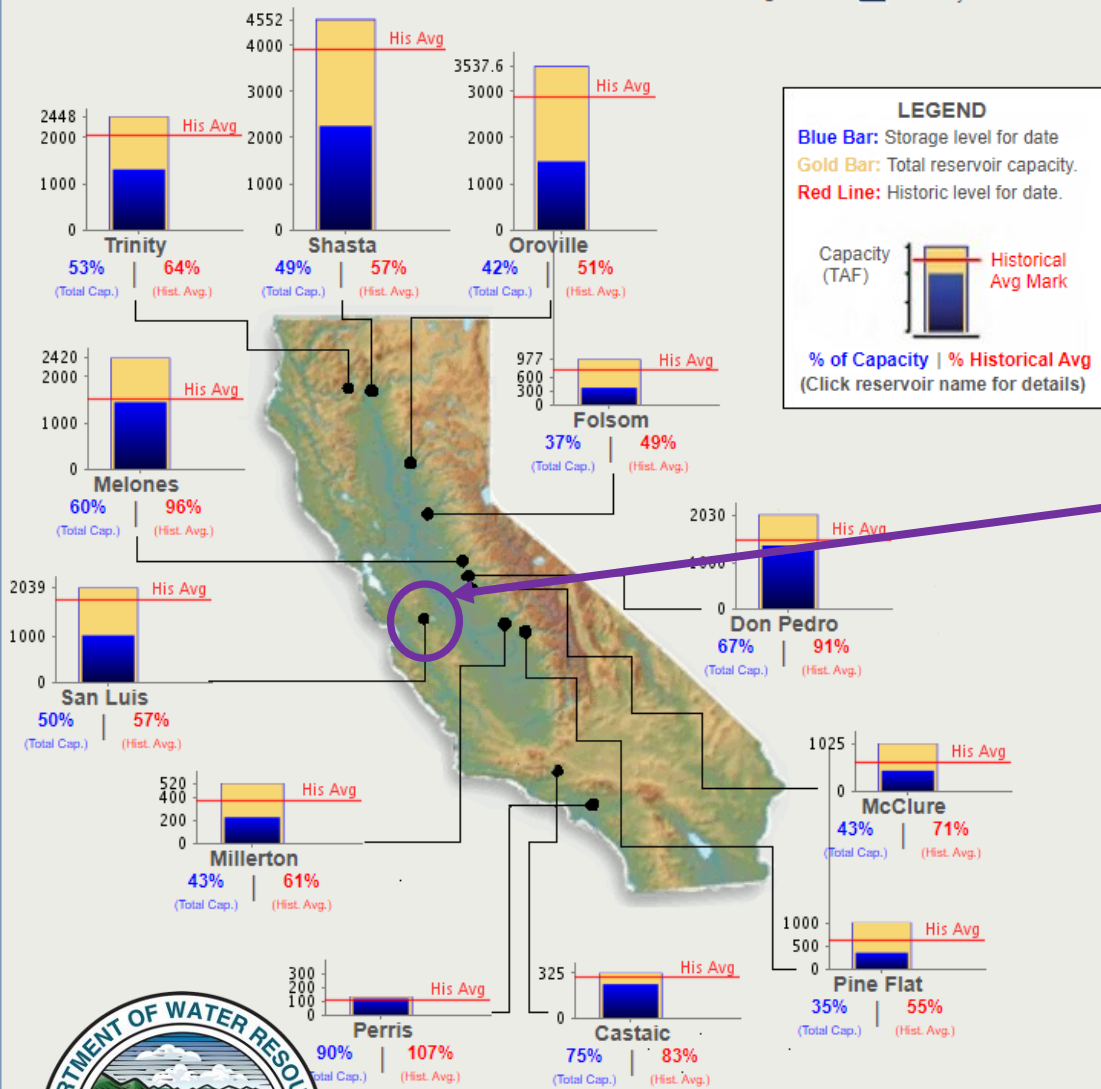 4552
4000
3000
2000
1000
0
His Avg
Shasta
49% | 57%
(Total Cap.) (Hist. Avg.)
3537.6
3000
2000
1000
0
His Avg
Oroville
42% | 51%
(Total Cap.) (Hist. Avg.)
2448
2000
1000
0
His Avg
Trinity
53% | 64%
(Total Cap.) (Hist. Avg.)
LEGEND
Blue Bar: Storage level for date
Gold Bar: Total reservoir capacity.
Red Line: Historic level for date.
Capacity
(TAF)
Historical
Avg Mark
% of Capacity | % Historical Avg
(Click reservoir name for details)
2420
2000
1000
0
His Avg
Melones
60% | 96%
(Total Cap.) (Hist. Avg.)
977
600
300
0
His Avg
Folsom
37% | 49%
(Total Cap.) (Hist. Avg.)
2030
1000
0
His Avg
Don Pedro
67% | 91%
(Total Cap.) (Hist. Avg.)
2039
1000
0
His Avg
San Luis
50% | 57%
(Total Cap.) (Hist. Avg.)
1025
0
His Avg
McClure
43% | 71%
(Total Cap.) (Hist. Avg.)
520
400
200
0
His Avg
Millerton
43% | 61%
(Total Cap.) (Hist. Avg.)
1000
500
0
His Avg
Pine Flat
35% | 55%
(Total Cap.) (Hist. Avg.)
300
200
100
0
His Avg
Perris
90% | 107%
(Total Cap.) (Hist. Avg.)
325
0
His Avg
Castaic
75% | 83%
(Total Cap.) (Hist. Avg.)
OF WATER